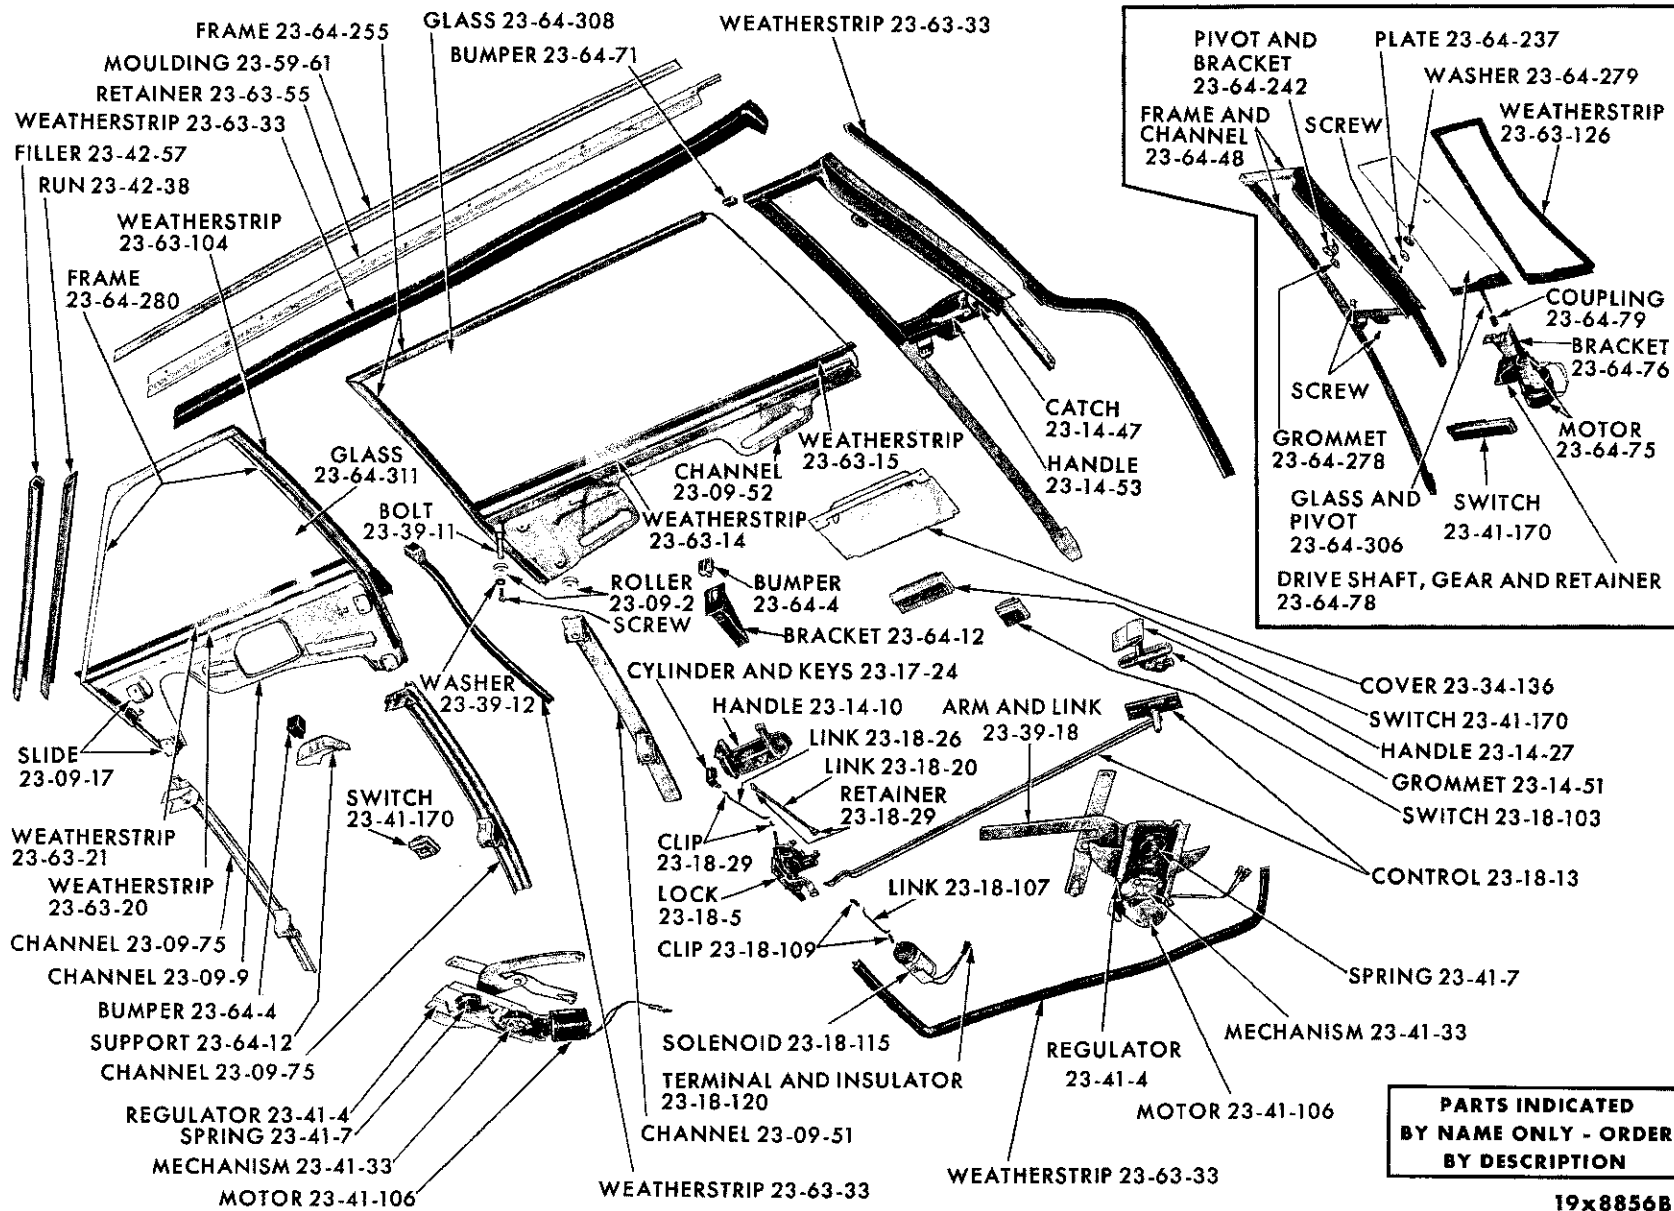 FRAME 23-64-255
GLASS 23-64-308
WEATHERSTRIP 23-63-33
MOULDING 23-59-61
BUMPER 23-64-71
RETAINER 23-63-55
WEATHERSTRIP 23-63-33
FILLER 23-42-57
RUN 23-42-38
WEATHERSTRIP
23-63-104
FRAME
23-64-280
PIVOT AND
BRACKET
23-64-242
PLATE 23-64-237
WASHER 23-64-279
FRAME AND
CHANNEL
23-64-48
SCREW
WEATHERSTRIP
23-63-126
COUPLING
23-64-79
BRACKET
23-64-76
SCREW
MOTOR
23-64-75
GROMMET
23-64-278
GLASS AND
PIVOT
23-64-306
SWITCH
23-41-170
DRIVE SHAFT, GEAR AND RETAINER
23-64-78
CATCH
23-14-47
WEATHERSTRIP
23-63-15
HANDLE
23-14-53
GLASS
23-64-311
CHANNEL
23-09-52
BOLT
23-39-11
WEATHERSTRIP
23-63-14
ROLLER
23-09-2
BUMPER
23-64-4
SCREW
BRACKET 23-64-12
CYLINDER AND KEYS 23-17-24
WASHER
23-39-12
HANDLE 23-14-10
ARM AND LINK
23-39-18
LINK 23-18-26
LINK 23-18-20
RETAINER
23-18-29
COVER 23-34-136
SWITCH 23-41-170
HANDLE 23-14-27
GROMMET 23-14-51
SWITCH 23-18-103
CONTROL 23-18-13
SLIDE
23-09-17
SWITCH
23-41-170
CLIP
23-18-29
LOCK
23-18-5
LINK 23-18-107
CLIP 23-18-109
WEATHERSTRIP
23-63-21
WEATHERSTRIP
23-63-20
CHANNEL 23-09-75
CHANNEL 23-09-9
BUMPER 23-64-4
SUPPORT 23-64-12
CHANNEL 23-09-75
REGULATOR 23-41-4
SPRING 23-41-7
MECHANISM 23-41-33
MOTOR 23-41-106
SPRING 23-41-7
MECHANISM 23-41-33
SOLENOID 23-18-115
REGULATOR
23-41-4
TERMINAL AND INSULATOR
23-18-120
MOTOR 23-41-106
CHANNEL 23-09-51
WEATHERSTRIP 23-63-33
WEATHERSTRIP 23-63-33
PARTS INDICATED
BY NAME ONLY - ORDER
BY DESCRIPTION
19x8856B